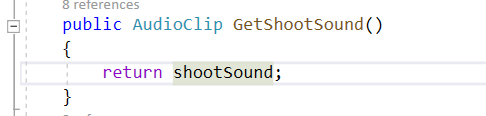 8 references
public AudioClip GetShootSound()
{
return shootSound;
}